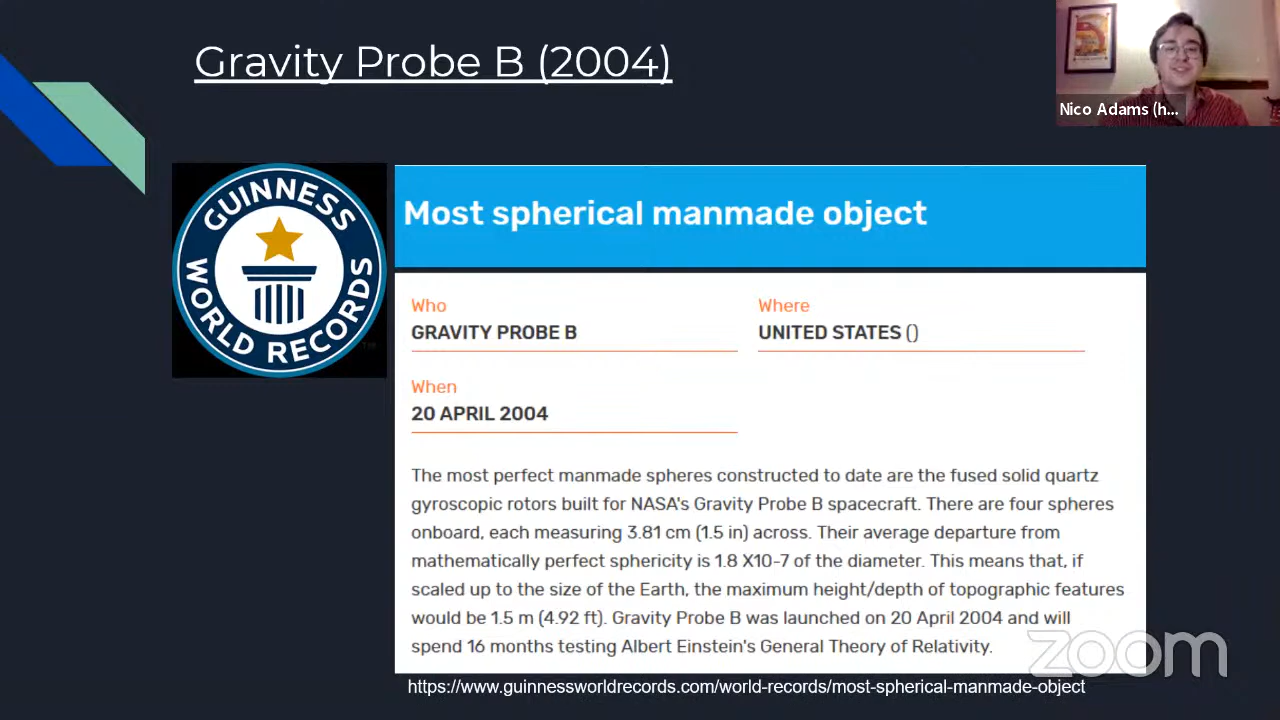 Gravity Probe B (2004)
Nico Adams (h...
GUINNESS
WORLD RECORDS
Most spherical manmade object
Who
GRAVITY PROBE B
Where
UNITED STATES ()
When
20 APRIL 2004
The most perfect manmade spheres constructed to date are the fused solid quartz
gyroscopic rotors built for NASA's Gravity Probe B spacecraft. There are four spheres
onboard, each measuring 3.81 cm (1.5 in) across. Their average departure from
mathematically perfect sphericity is 1.8 X10-7 of the diameter. This means that, if
scaled up to the size of the Earth, the maximum height/depth of topographic features
would be 1.5 m (4.92 ft). Gravity Probe B was launched on 20 April 2004 and will
spend 16 months testing Albert Einstein's General Theory of Relativity.
zoom
https://www.guinnessworldrecords.com/world-records/most-spherical-manmade-object